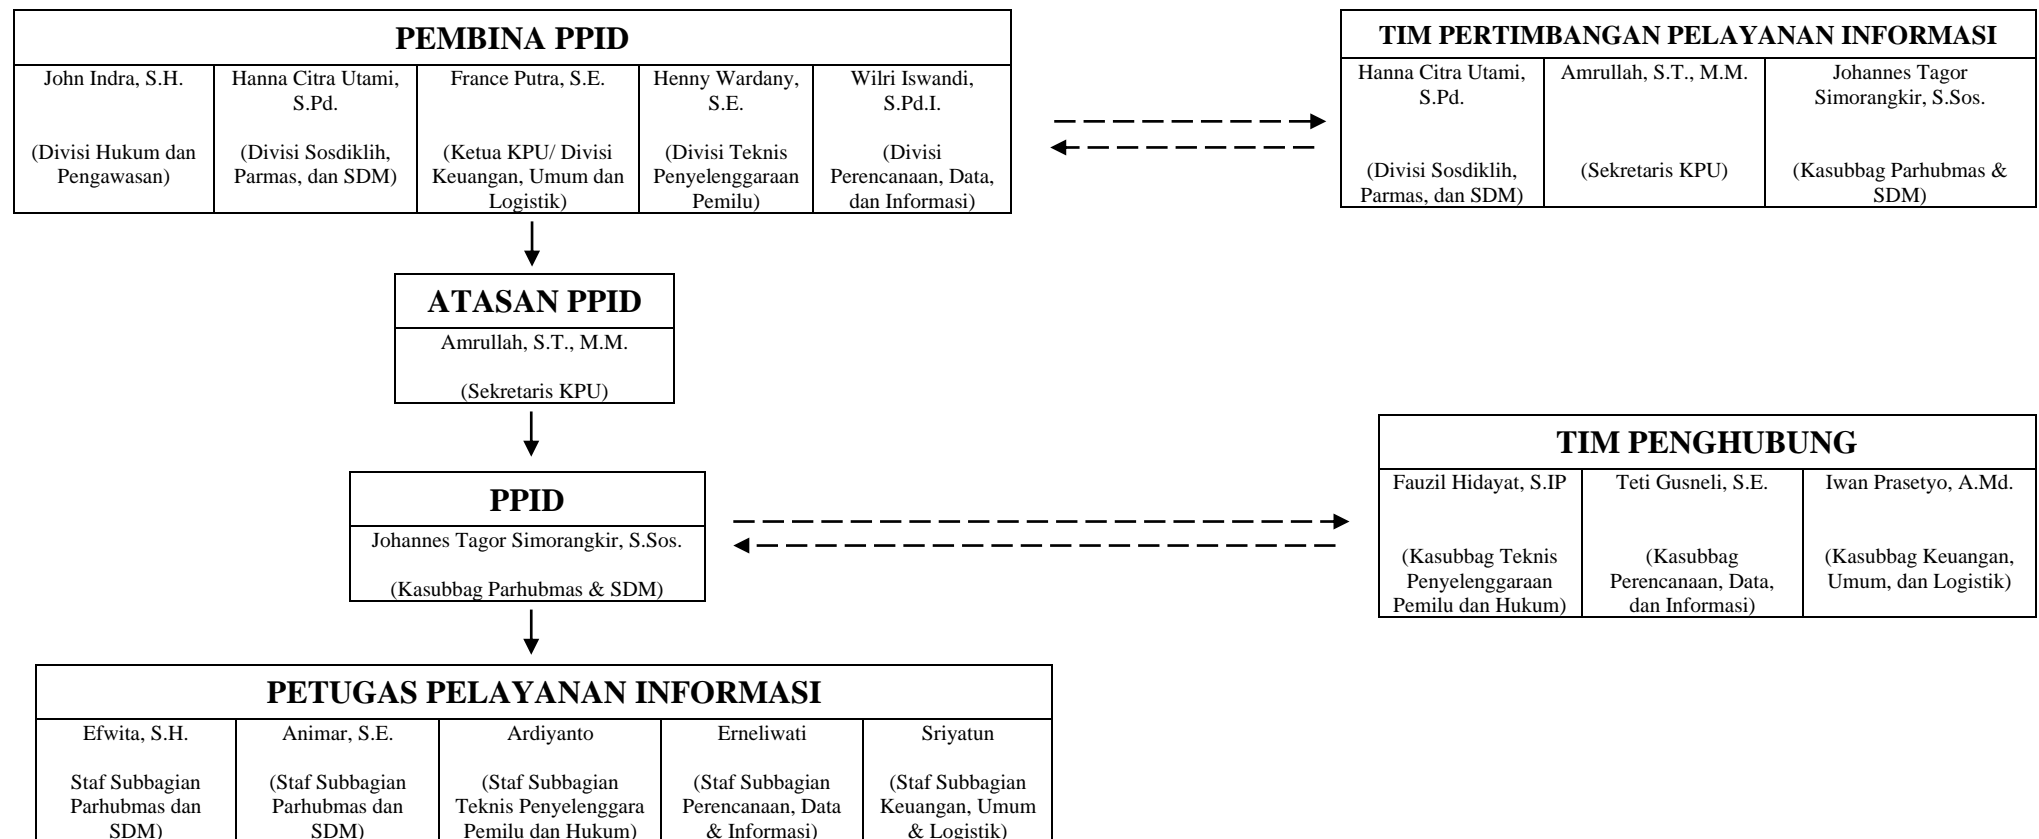 PEMBINA PPID
John Indra, S.H.
(Divisi Hukum dan
Pengawasan)
Hanna Citra Utami,
S.Pd.
(Divisi Sosdiklih,
Parmas, dan SDM)
France Putra, S.E.
(Ketua KPU/ Divisi
Keuangan, Umum dan
Logistik)
Henny Wardany,
S.E.
(Divisi Teknis
Penyelenggaraan
Pemilu)
Wilri Iswandi,
S.Pd.I.
(Divisi
Perencanaan, Data,
dan Informasi)
TIM PERTIMBANGAN PELAYANAN INFORMASI
Hanna Citra Utami,
S.Pd.
(Divisi Sosdiklih,
Parmas, dan SDM)
Amrullah, S.T., M.M.
(Sekretaris KPU)
Johannes Tagor
Simorangkir, S.Sos.
(Kasubbag Parhubmas &
SDM)
ATASAN PPID
Amrullah, S.T., M.M.
(Sekretaris KPU)
PPID
Johannes Tagor Simorangkir, S.Sos.
(Kasubbag Parhubmas & SDM)
TIM PENGHUBUNG
Fauzil Hidayat, S.IP
(Kasubbag Teknis
Penyelenggaraan
Pemilu dan Hukum)
Teti Gusneli, S.E.
(Kasubbag
Perencanaan, Data,
dan Informasi)
Iwan Prasetyo, A.Md.
(Kasubbag Keuangan,
Umum, dan Logistik)
PETUGAS PELAYANAN INFORMASI
Efwita, S.H.
Staf Subbagian
Parhubmas dan
SDM)
Animar, S.E.
(Staf Subbagian
Parhubmas dan
SDM)
Ardiyanto
(Staf Subbagian
Teknis Penyelenggara
Pemilu dan Hukum)
Erneliwati
(Staf Subbagian
Perencanaan, Data
& Informasi)
Sriyatun
(Staf Subbagian
Keuangan, Umum
& Logistik)